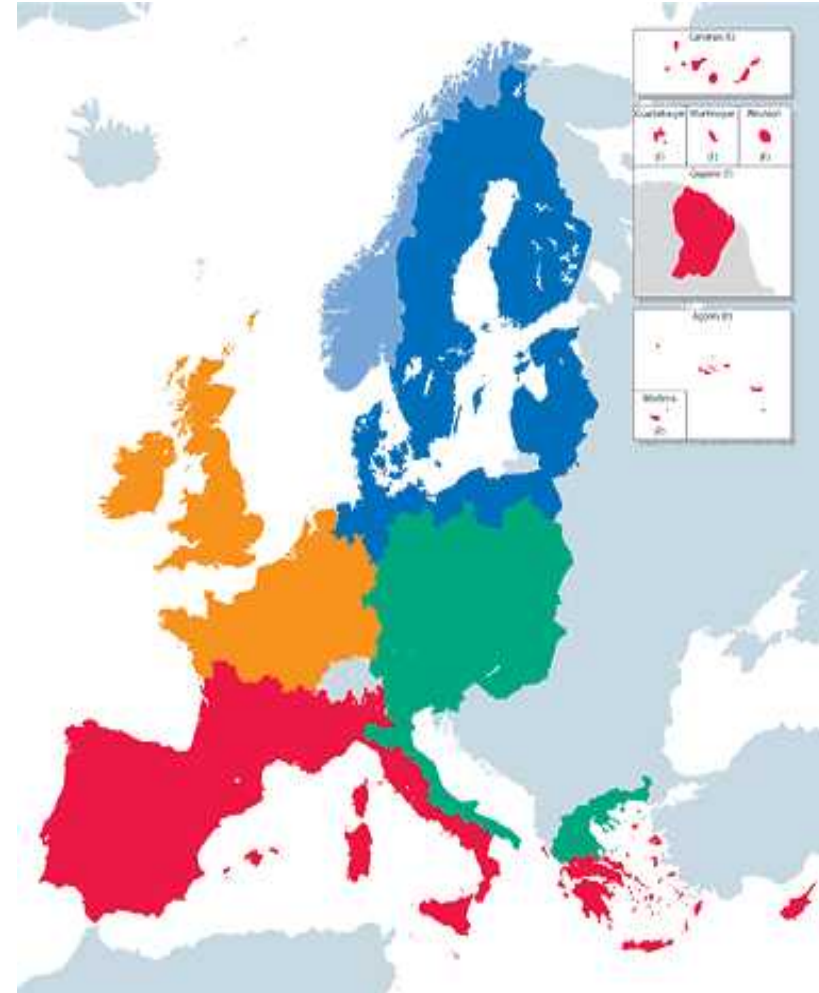 Canarias (E)
Guadeloupe Martinique Réunion
(F) (F) (F)
Guyane (F)
Açores (P)
Madeira
(P)